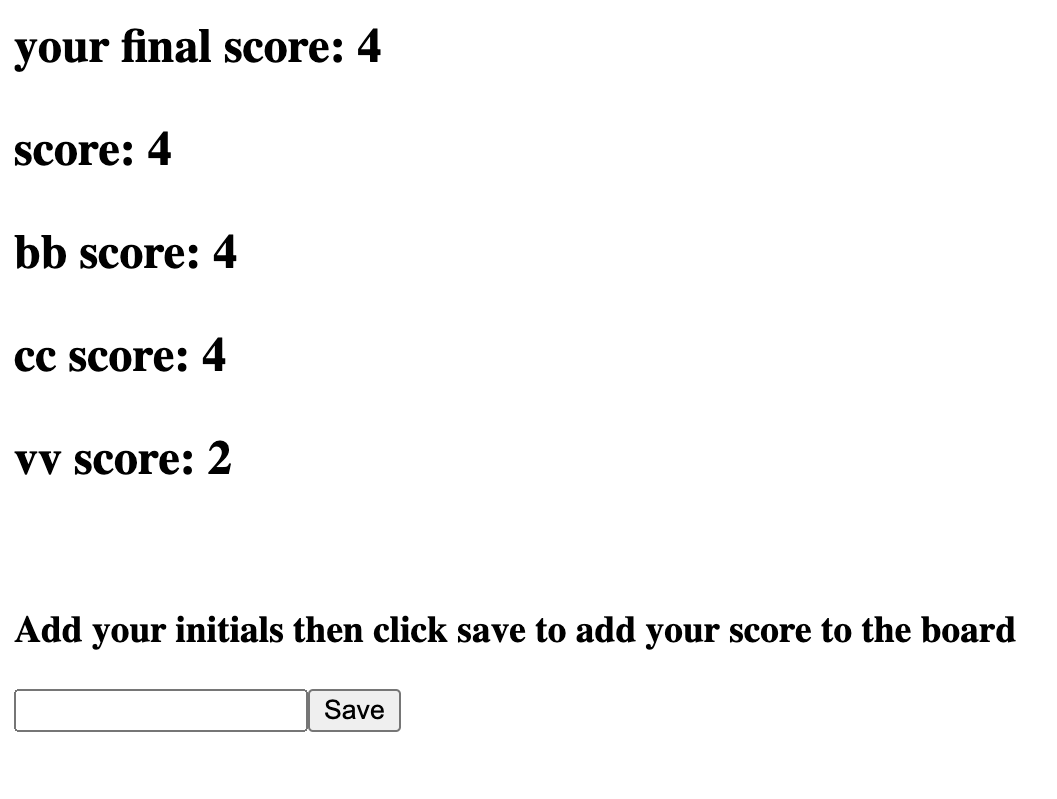 your final score: 4
score: 4
bb score: 4
cc score: 4
vv score: 2
Add your initials then click save to add your score to the board
Save